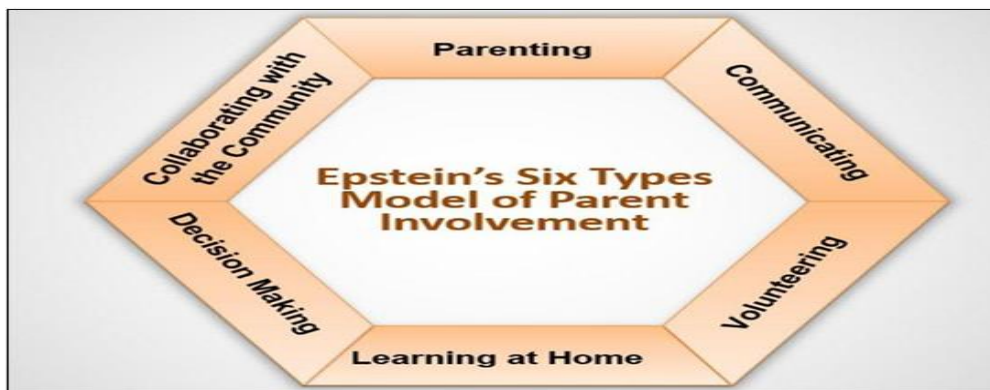 Parenting
Communicating
Volunteering
Learning at Home
Decision Making
Collaborating with
the Community
Epstein's Six Types
Model of Parent
Involvement